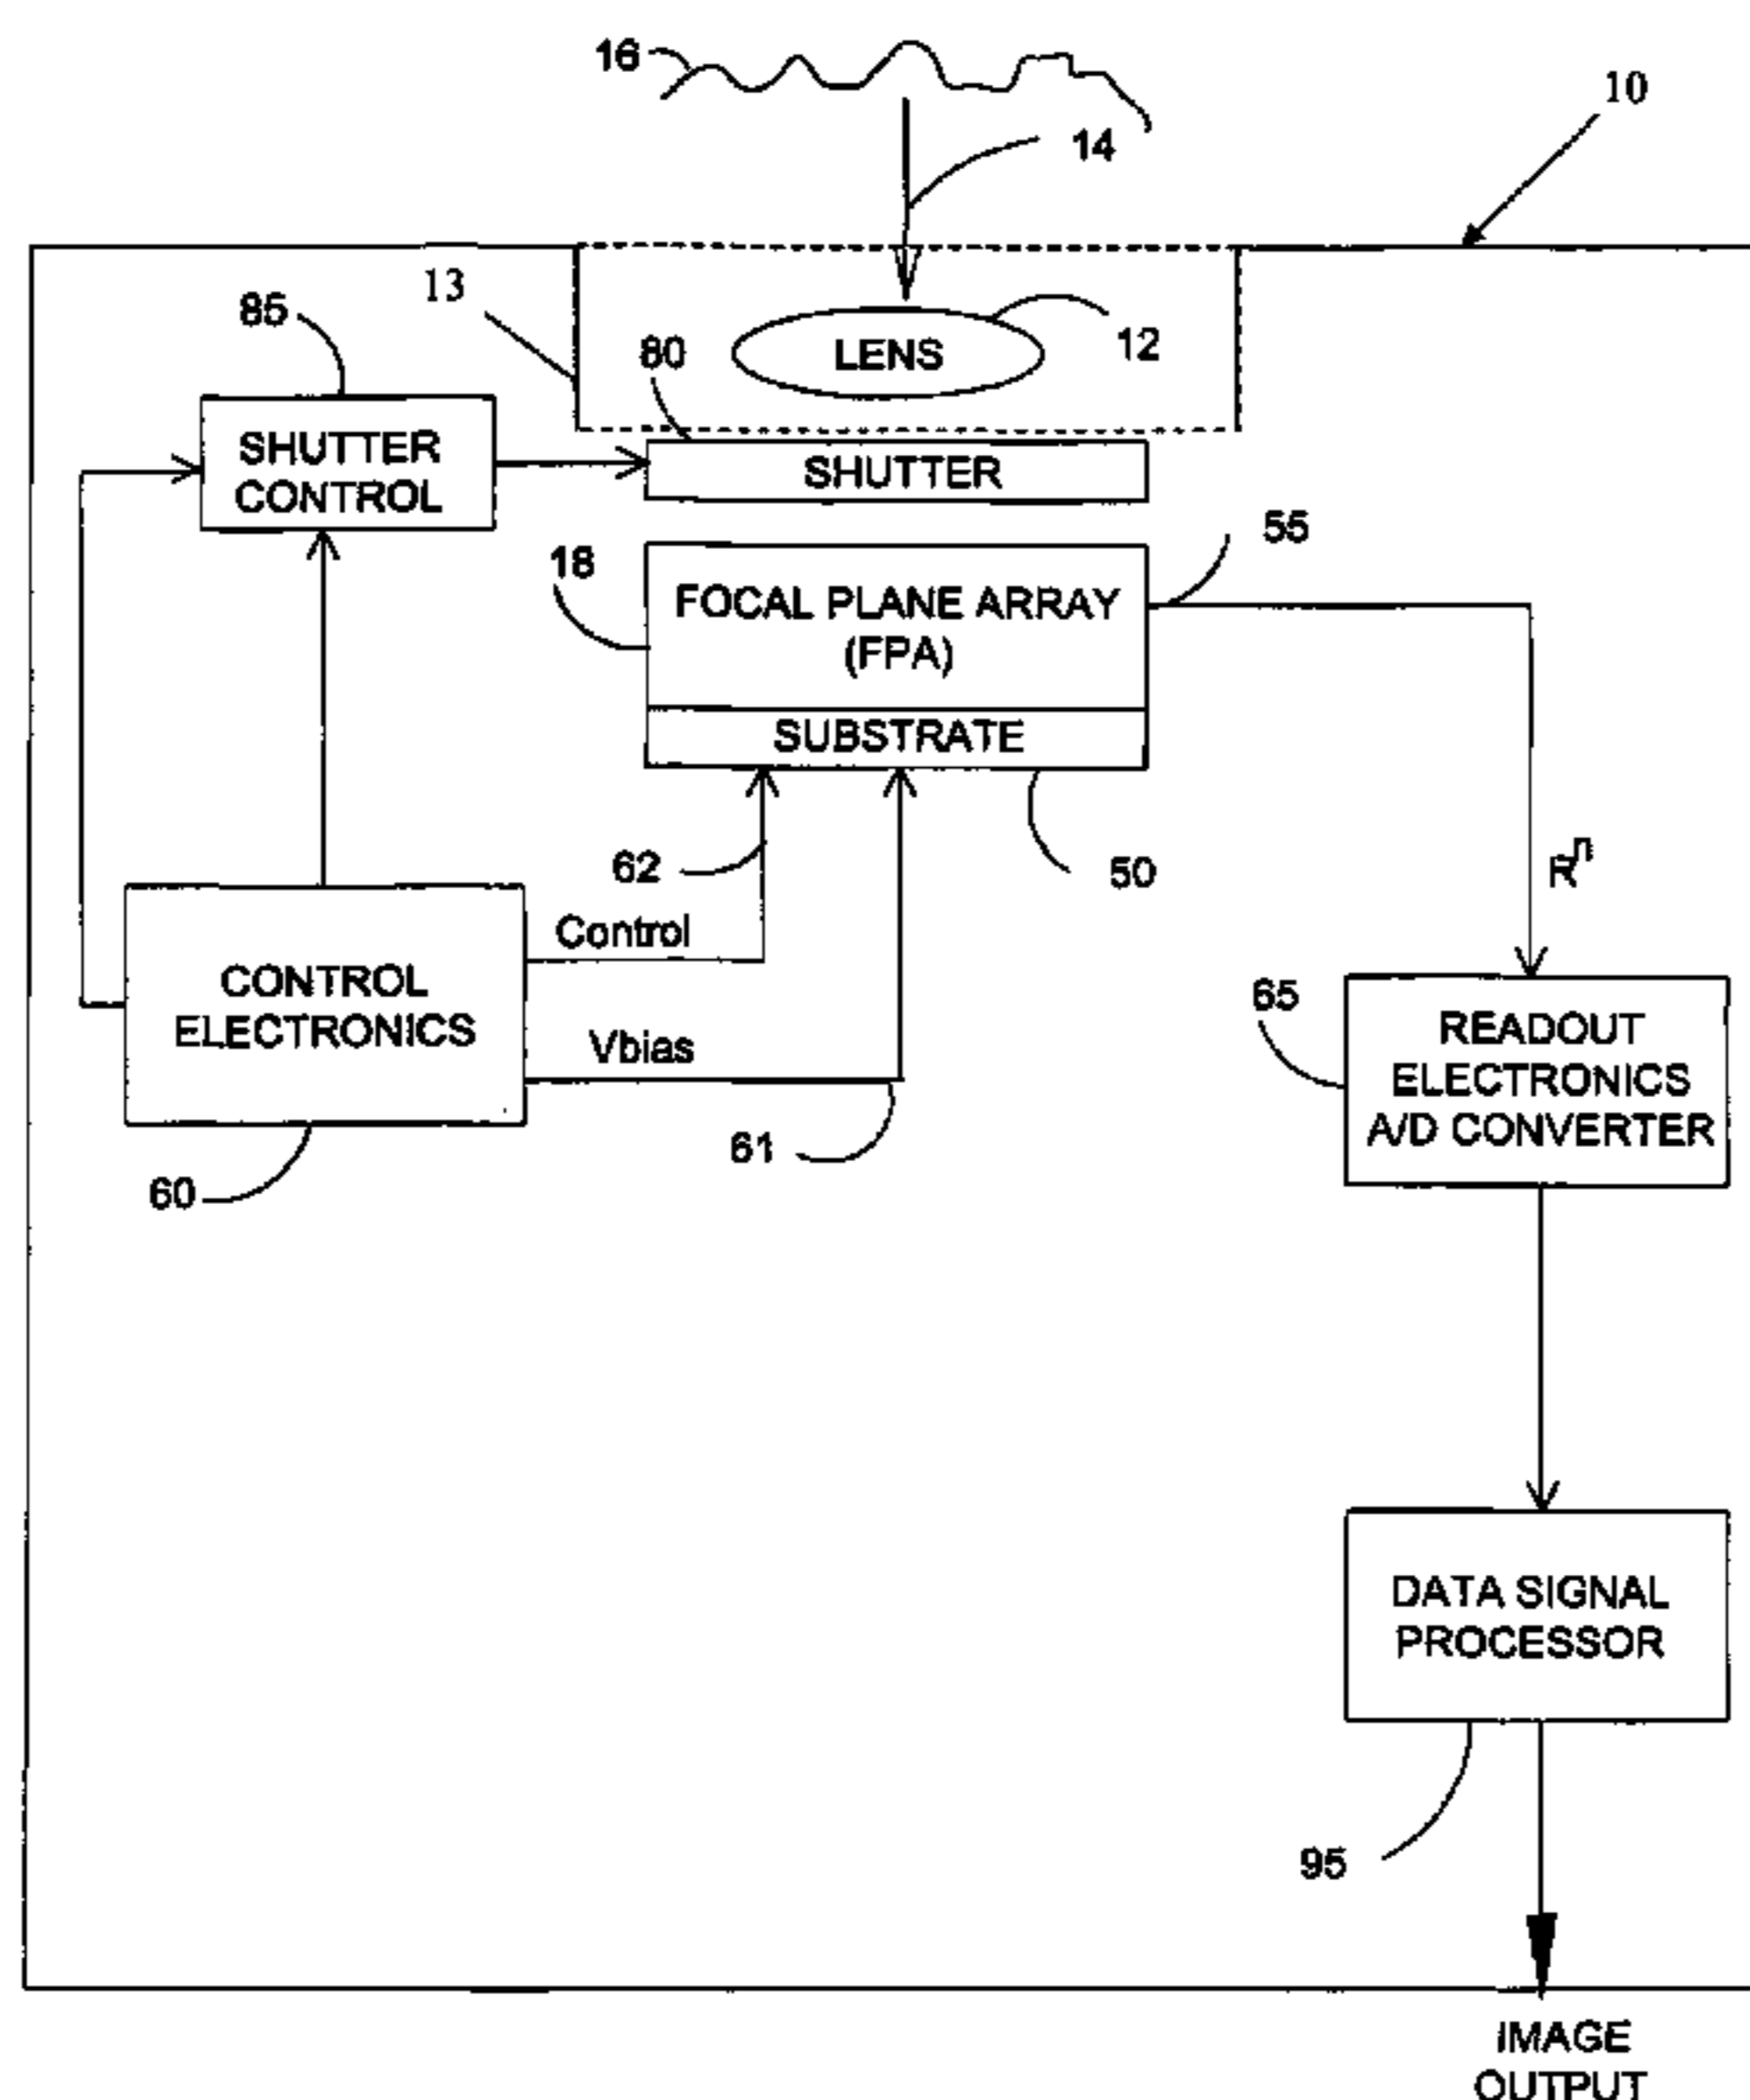 16
10
14
13
85
80
LENS
12
SHUTTER
CONTROL
SHUTTER
55
18
FOCAL PLANE ARRAY
(FPA)
SUBSTRATE
62
50
R^n
Control
CONTROL
ELECTRONICS
65
READOUT
ELECTRONICS
A/D CONVERTER
Vbias
61
60
DATA SIGNAL
PROCESSOR
95
IMAGE
OUTPUT